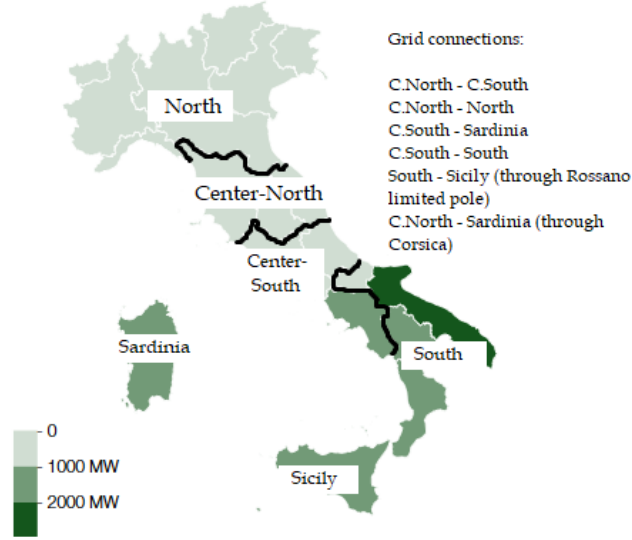 Grid connections:
C.North - C.South
C.North - North
C.South - Sardinia
C.South - South
South - Sicily (through Rossano
limited pole)
C.North - Sardinia (through
Corsica)
North
Center-North
Center-
South
Sardinia
South
Sicily
0
1000 MW
2000 MW